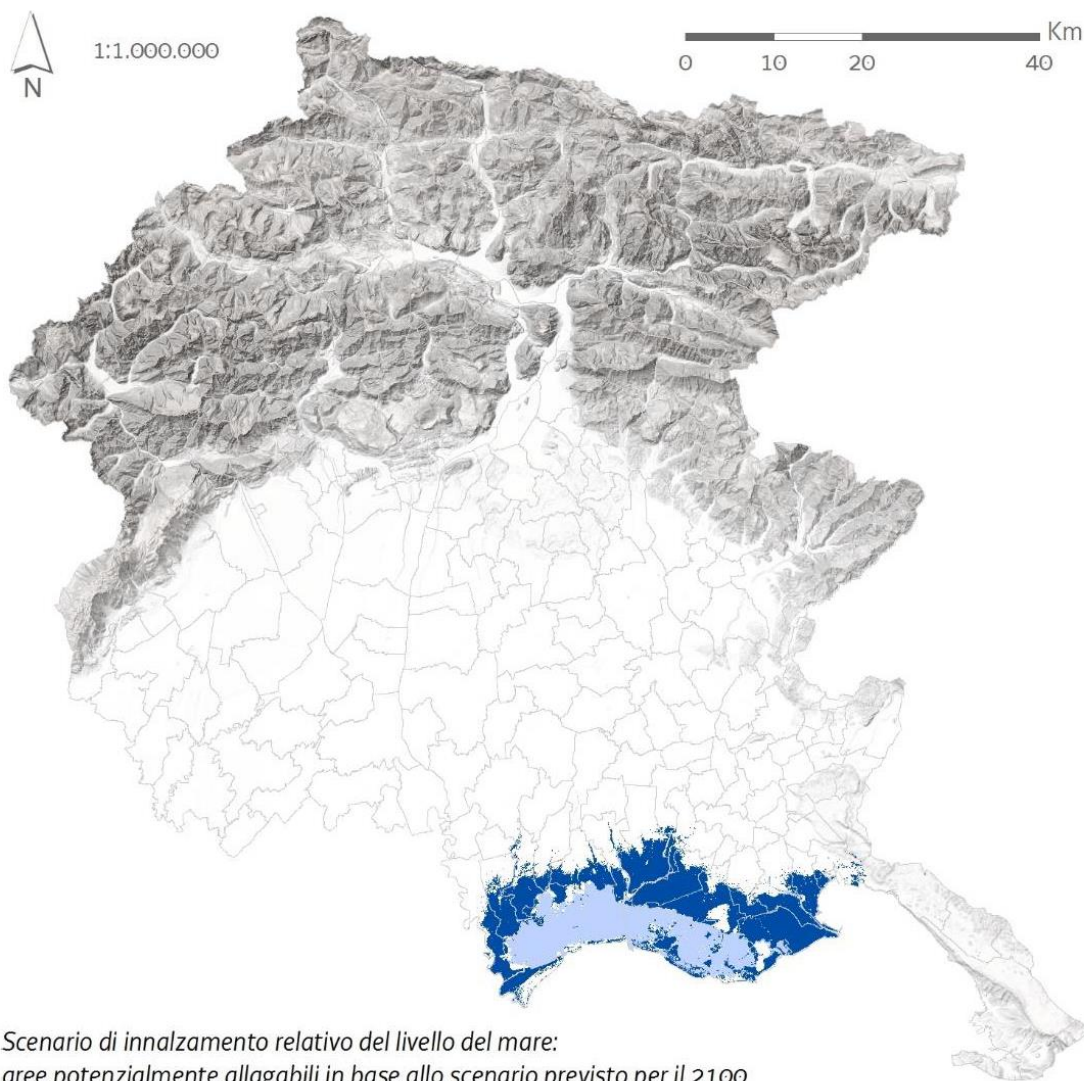 1:1.000.000
Km
0 10 20 40
N
Scenario di innalzamento relativo del livello del mare:
aree potenzialmente allagabili in base allo scenario previsto per il 2100